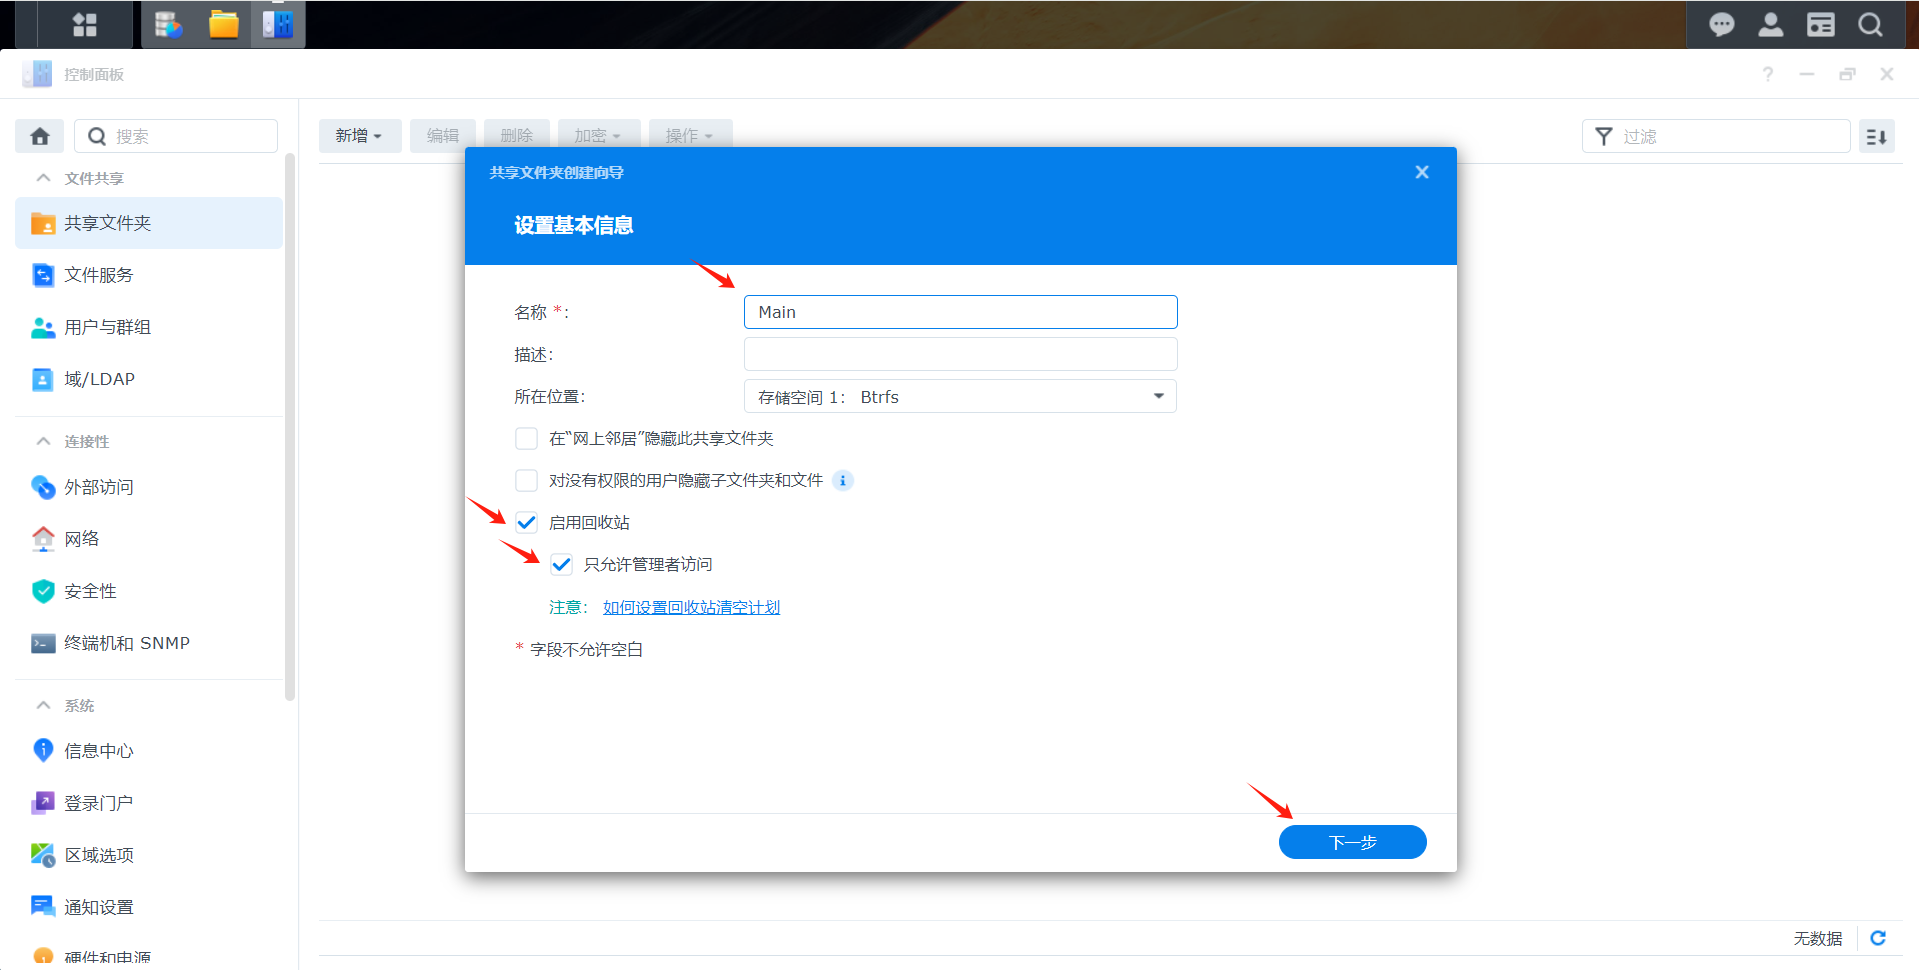 控制面板
搜索
文件共享
共享文件夹
文件服务
用户与群组
域/LDAP
连接性
外部访问
网络
安全性
终端机和 SNMP
系统
信息中心
登录门户
区域选项
通知设置
硬件和电源
新增
编辑
删除
加密
操作
过滤
共享文件夹创建向导
设置基本信息
名称 *:
Main
描述:
所在位置:
存储空间 1: Btrfs
在“网上邻居”隐藏此共享文件夹
对没有权限的用户隐藏子文件夹和文件
启用回收站
只允许管理者访问
注意: 如何设置回收站清空计划
* 字段不允许空白
下一步
无数据